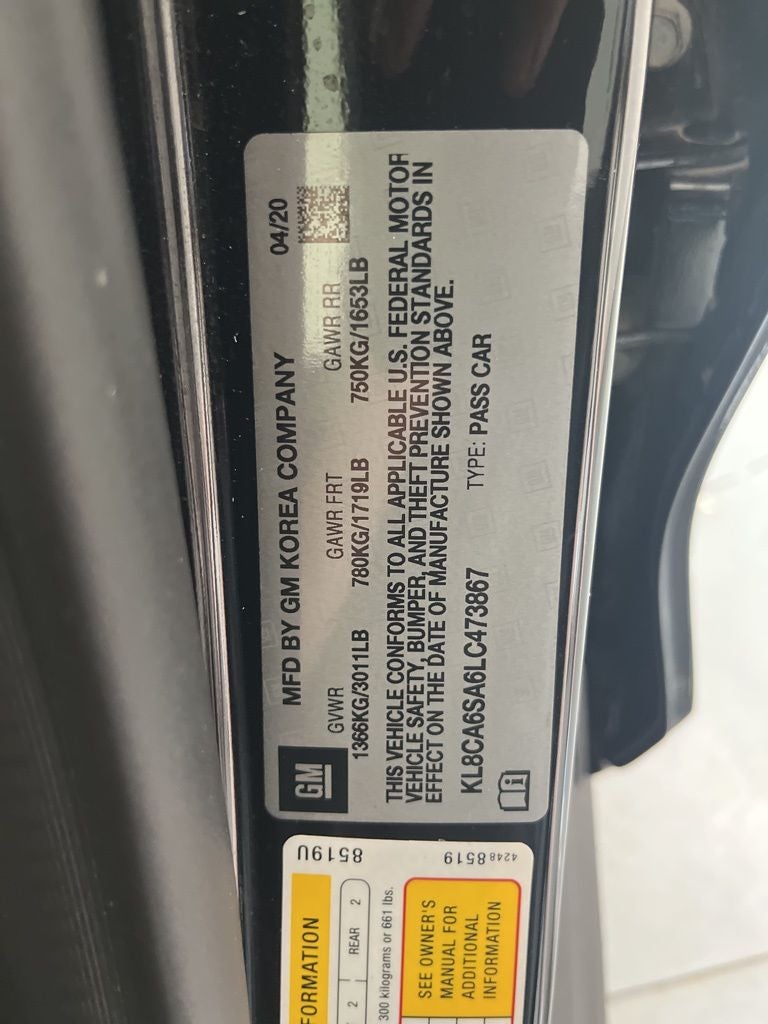 MFD BY GM KOREA COMPANY 04/20
GM
GVWR GAWR FRT GAWR RR
1366KG/3011LB 780KG/1719LB 750KG/1653LB
THIS VEHICLE CONFORMS TO ALL APPLICABLE U.S. FEDERAL MOTOR
VEHICLE SAFETY, BUMPER, AND THEFT PREVENTION STANDARDS IN
EFFECT ON THE DATE OF MANUFACTURE SHOWN ABOVE.
KL8CA6SA6LC473867 TYPE: PASS CAR
i
8519U
FORMATION
2 REAR 2
300 kilograms or 661 lbs.
SEE OWNER'S
MANUAL FOR
ADDITIONAL
INFORMATION
4248 8519